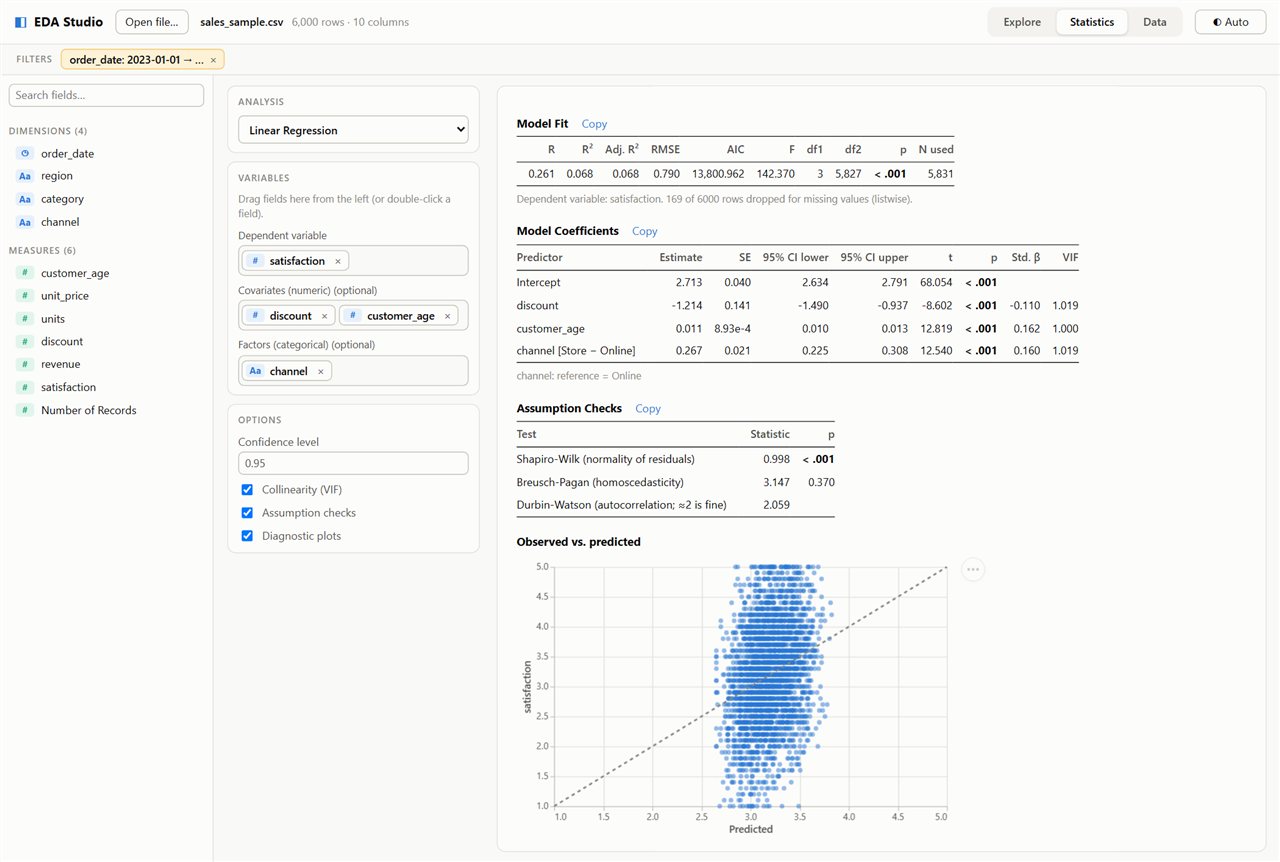 EDA Studio Open file... sales_sample.csv 6,000 rows · 10 columns Explore Statistics Data ◐ Auto
FILTERS order_date: 2023-01-01 → ... ×
Search fields...
DIMENSIONS (4)
order_date
Aa region
Aa category
Aa channel
MEASURES (6)
# customer_age
# unit_price
# units
# discount
# revenue
# satisfaction
# Number of Records
ANALYSIS
Linear Regression
VARIABLES
Drag fields here from the left (or double-click a
field).
Dependent variable
# satisfaction ×
Covariates (numeric) (optional)
# discount × # customer_age ×
Factors (categorical) (optional)
Aa channel ×
OPTIONS
Confidence level
0.95
Collinearity (VIF)
Assumption checks
Diagnostic plots
Model Fit Copy
R R² Adj. R² RMSE AIC F df1 df2 p N used
0.261 0.068 0.068 0.790 13,800.962 142.370 3 5,827 < .001 5,831
Dependent variable: satisfaction. 169 of 6000 rows dropped for missing values (listwise).
Model Coefficients Copy
Predictor Estimate SE 95% CI lower 95% CI upper t p Std. β VIF
Intercept 2.713 0.040 2.634 2.791 68.054 < .001
discount -1.214 0.141 -1.490 -0.937 -8.602 < .001 -0.110 1.019
customer_age 0.011 8.93e-4 0.010 0.013 12.819 < .001 0.162 1.000
channel [Store − Online] 0.267 0.021 0.225 0.308 12.540 < .001 0.160 1.019
channel: reference = Online
Assumption Checks Copy
Test Statistic p
Shapiro-Wilk (normality of residuals) 0.998 < .001
Breusch-Pagan (homoscedasticity) 3.147 0.370
Durbin-Watson (autocorrelation; ≈2 is fine) 2.059
Observed vs. predicted
5.0
4.5
4.0
3.5
3.0
2.5
2.0
1.5
1.0
satisfaction
1.0 1.5 2.0 2.5 3.0 3.5 4.0 4.5 5.0
Predicted